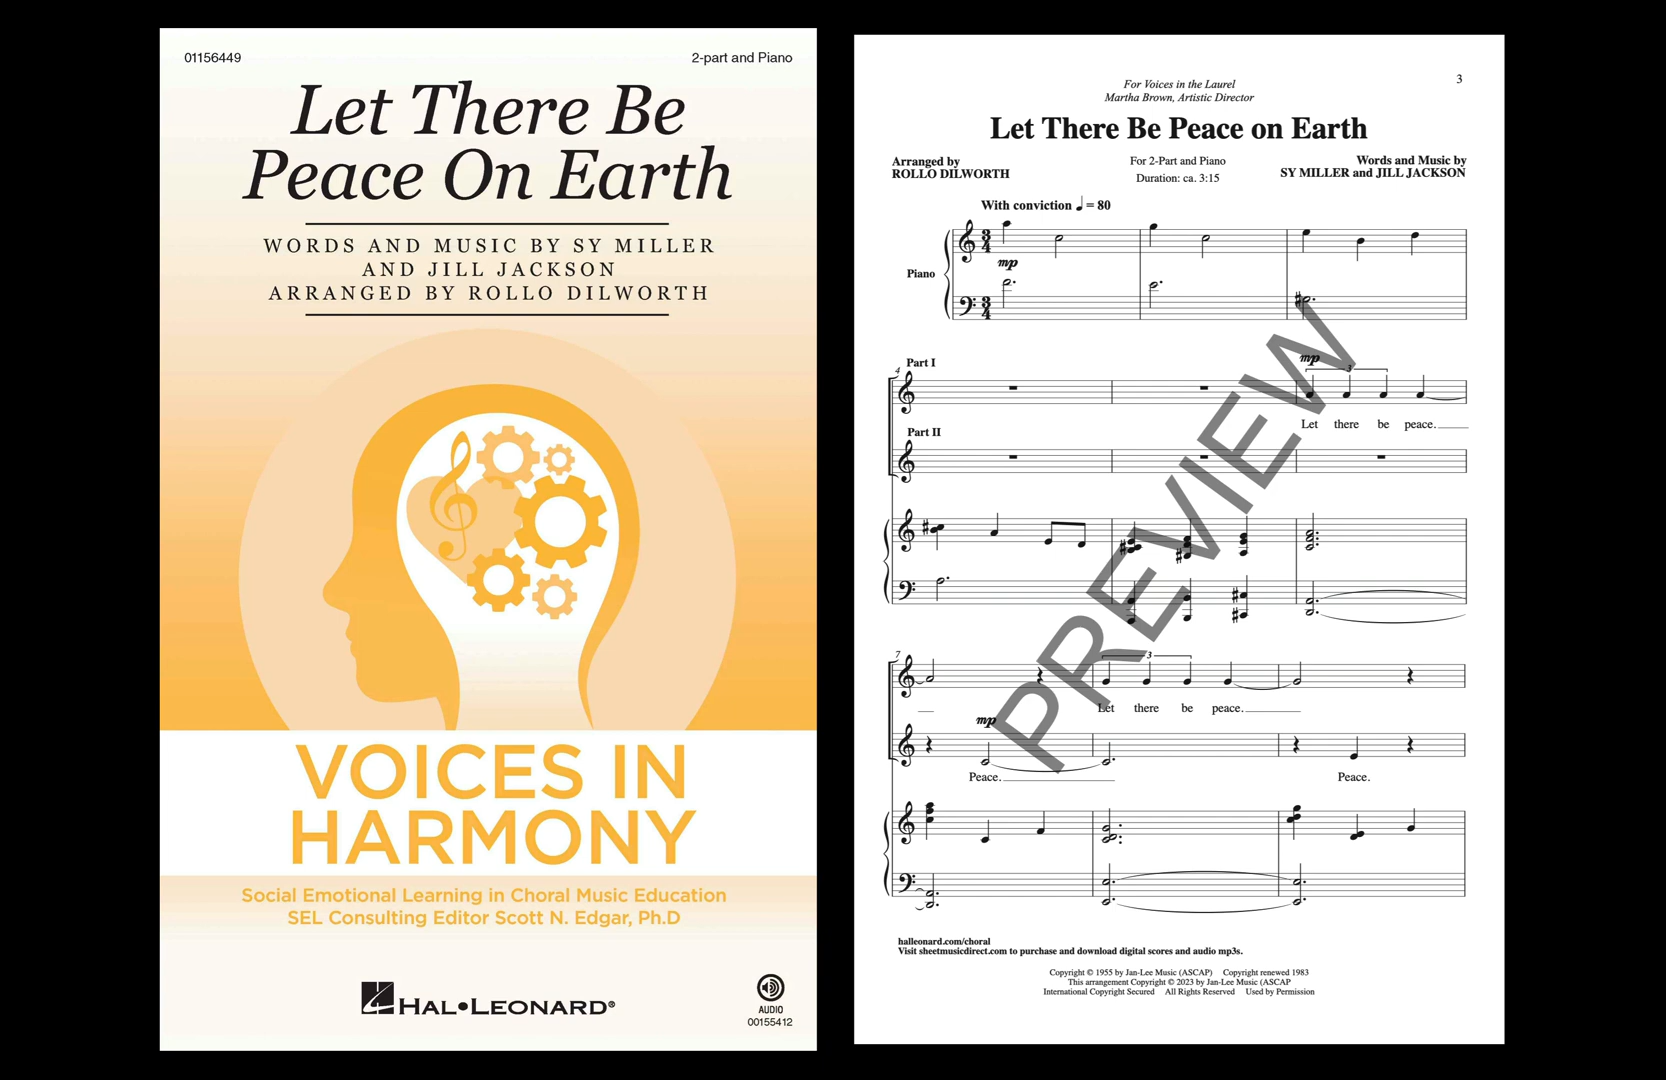 01156449
2-part and Piano
Let There Be
Peace On Earth
WORDS AND MUSIC BY SY MILLER
AND JILL JACKSON
ARRANGED BY ROLLO DILWORTH
VOICES IN
HARMONY
Social Emotional Learning in Choral Music Education
SEL Consulting Editor Scott N. Edgar, Ph.D
HAL•LEONARD®
AUDIO
00155412
3
For Voices in the Laurel
Martha Brown, Artistic Director
Let There Be Peace on Earth
Arranged by
ROLLO DILWORTH
For 2-Part and Piano
Duration: ca. 3:15
Words and Music by
SY MILLER and JILL JACKSON
With conviction ♩ = 80
Piano
mp
4
Part I
mp
3
Let there be peace.
Part II
7
3
Let there be peace.
mp
Peace. Peace.
PREVIEW
halleonard.com/choral
Visit sheetmusicdirect.com to purchase and download digital scores and audio mp3s.
Copyright © 1955 by Jan-Lee Music (ASCAP) Copyright renewed 1983
This arrangement Copyright © 2023 by Jan-Lee Music (ASCAP
International Copyright Secured All Rights Reserved Used by Permission